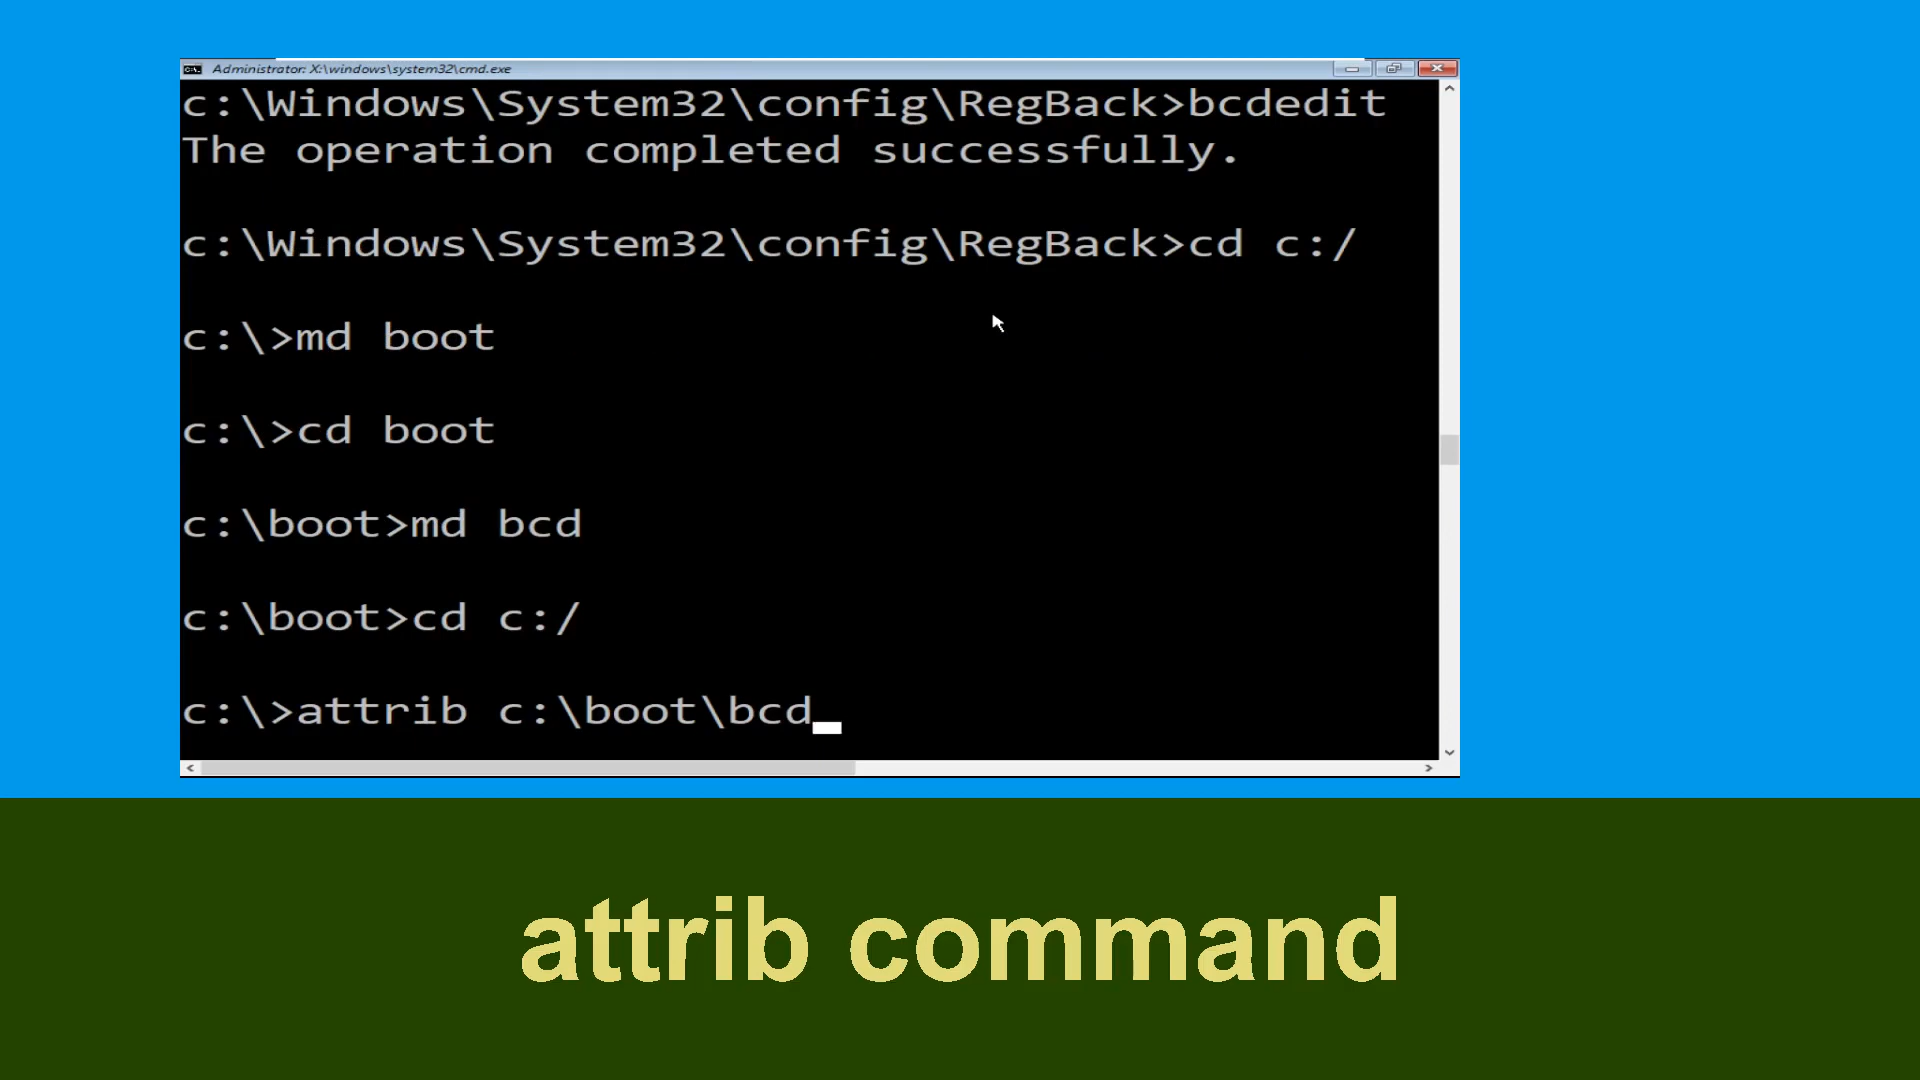 Administrator: X:\windows\system32\cmd.exe
c:\Windows\System32\config\RegBack>bcdedit
The operation completed successfully.
c:\Windows\System32\config\RegBack>cd c:/
c:\>md boot
c:\>cd boot
c:\boot>md bcd
c:\boot>cd c:/
c:\>attrib c:\boot\bcd
attrib command